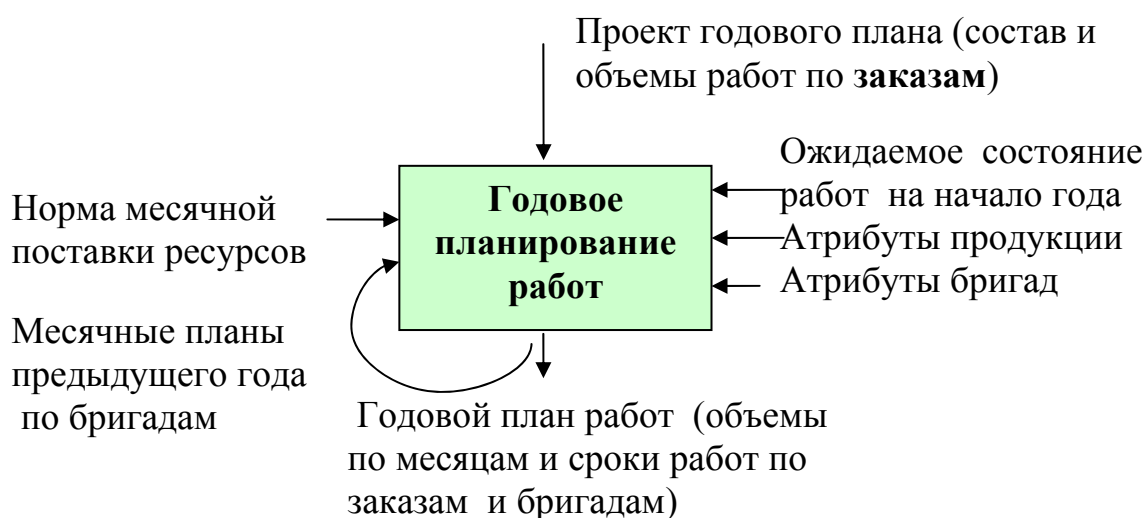 Проект годового плана (состав и
объемы работ по заказам)
Ожидаемое состояние
работ на начало года
Атрибуты продукции
Атрибуты бригад
Годовое
планирование
работ
Норма месячной
поставки ресурсов
Месячные планы
предыдущего года
по бригадам
Годовой план работ (объемы
по месяцам и сроки работ по
заказам и бригадам)